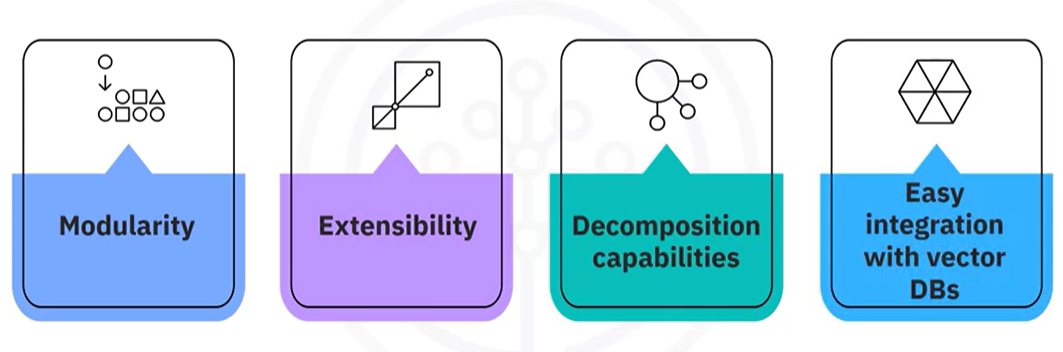 Modularity
Extensibility
Decomposition
capabilities
Easy
integration
with vector
DBs